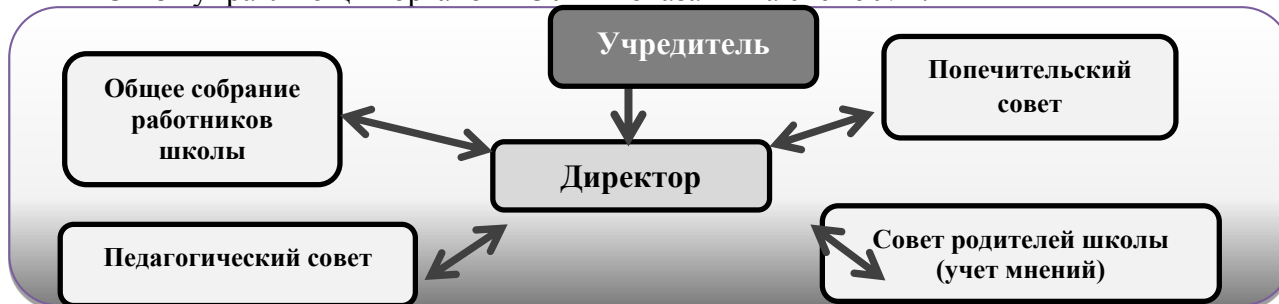 Учредитель
Общее собрание
работников
школы
Попечительский
совет
Директор
Педагогический совет
Совет родителей школы
(учет мнений)